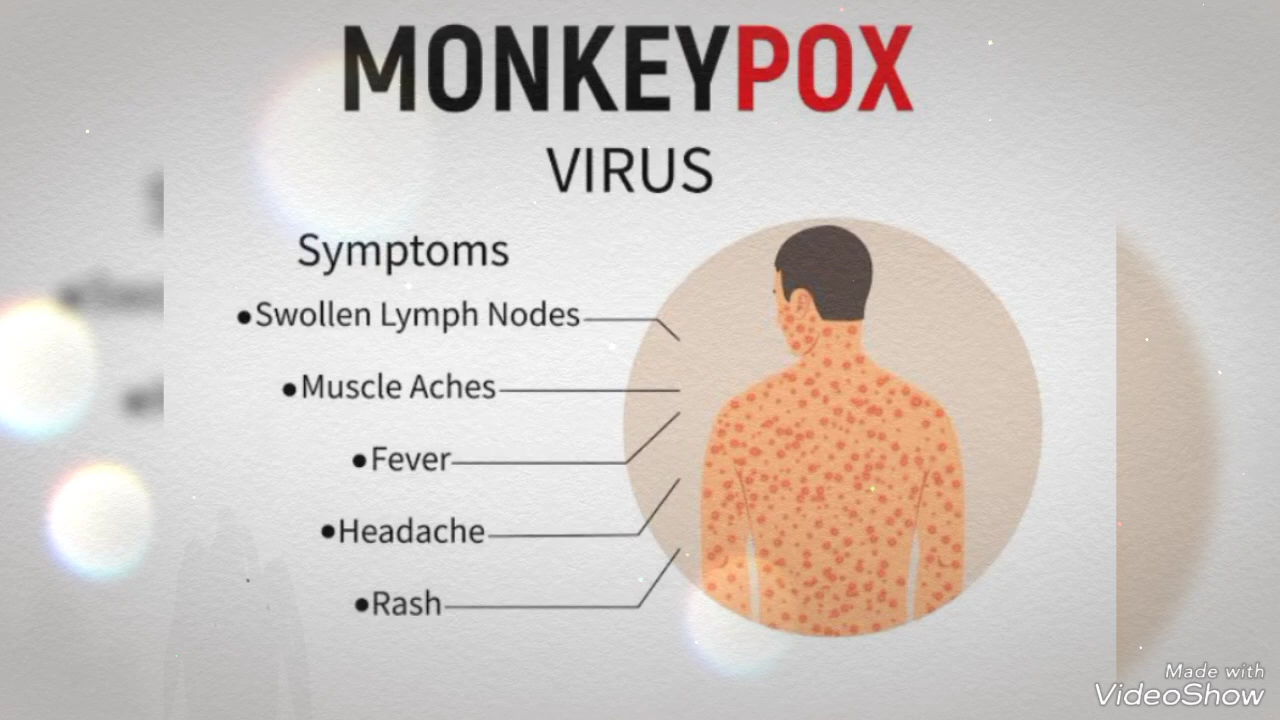 MONKEYPOX
VIRUS
Symptoms
•Swollen Lymph Nodes
•Muscle Aches
•Fever
•Headache
•Rash
Made with
VideoShow